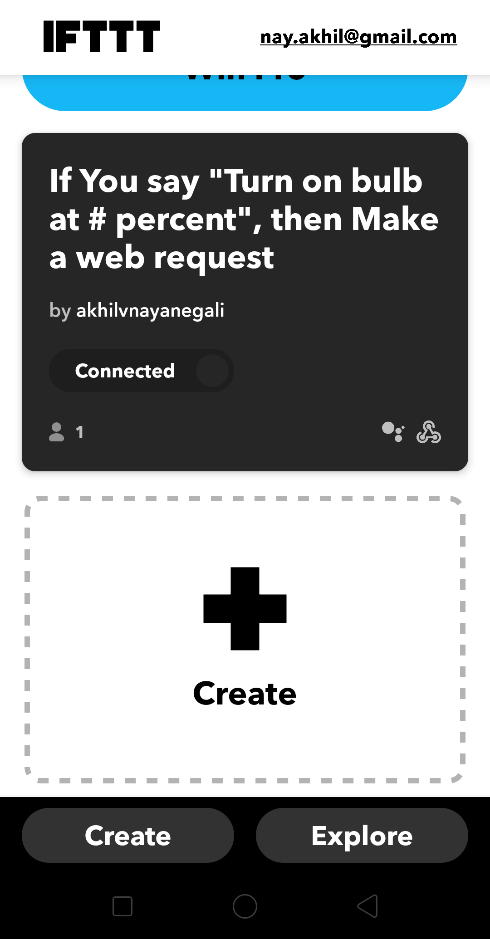 IFTTT
nay.akhil@gmail.com
If You say "Turn on bulb
at # percent", then Make
a web request
by akhilvnayanegali
Connected
1
Create
Create
Explore